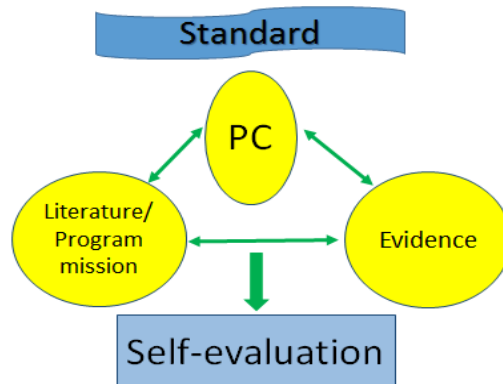 Standard
PC
Literature/
Program
mission
Evidence
Self-evaluation